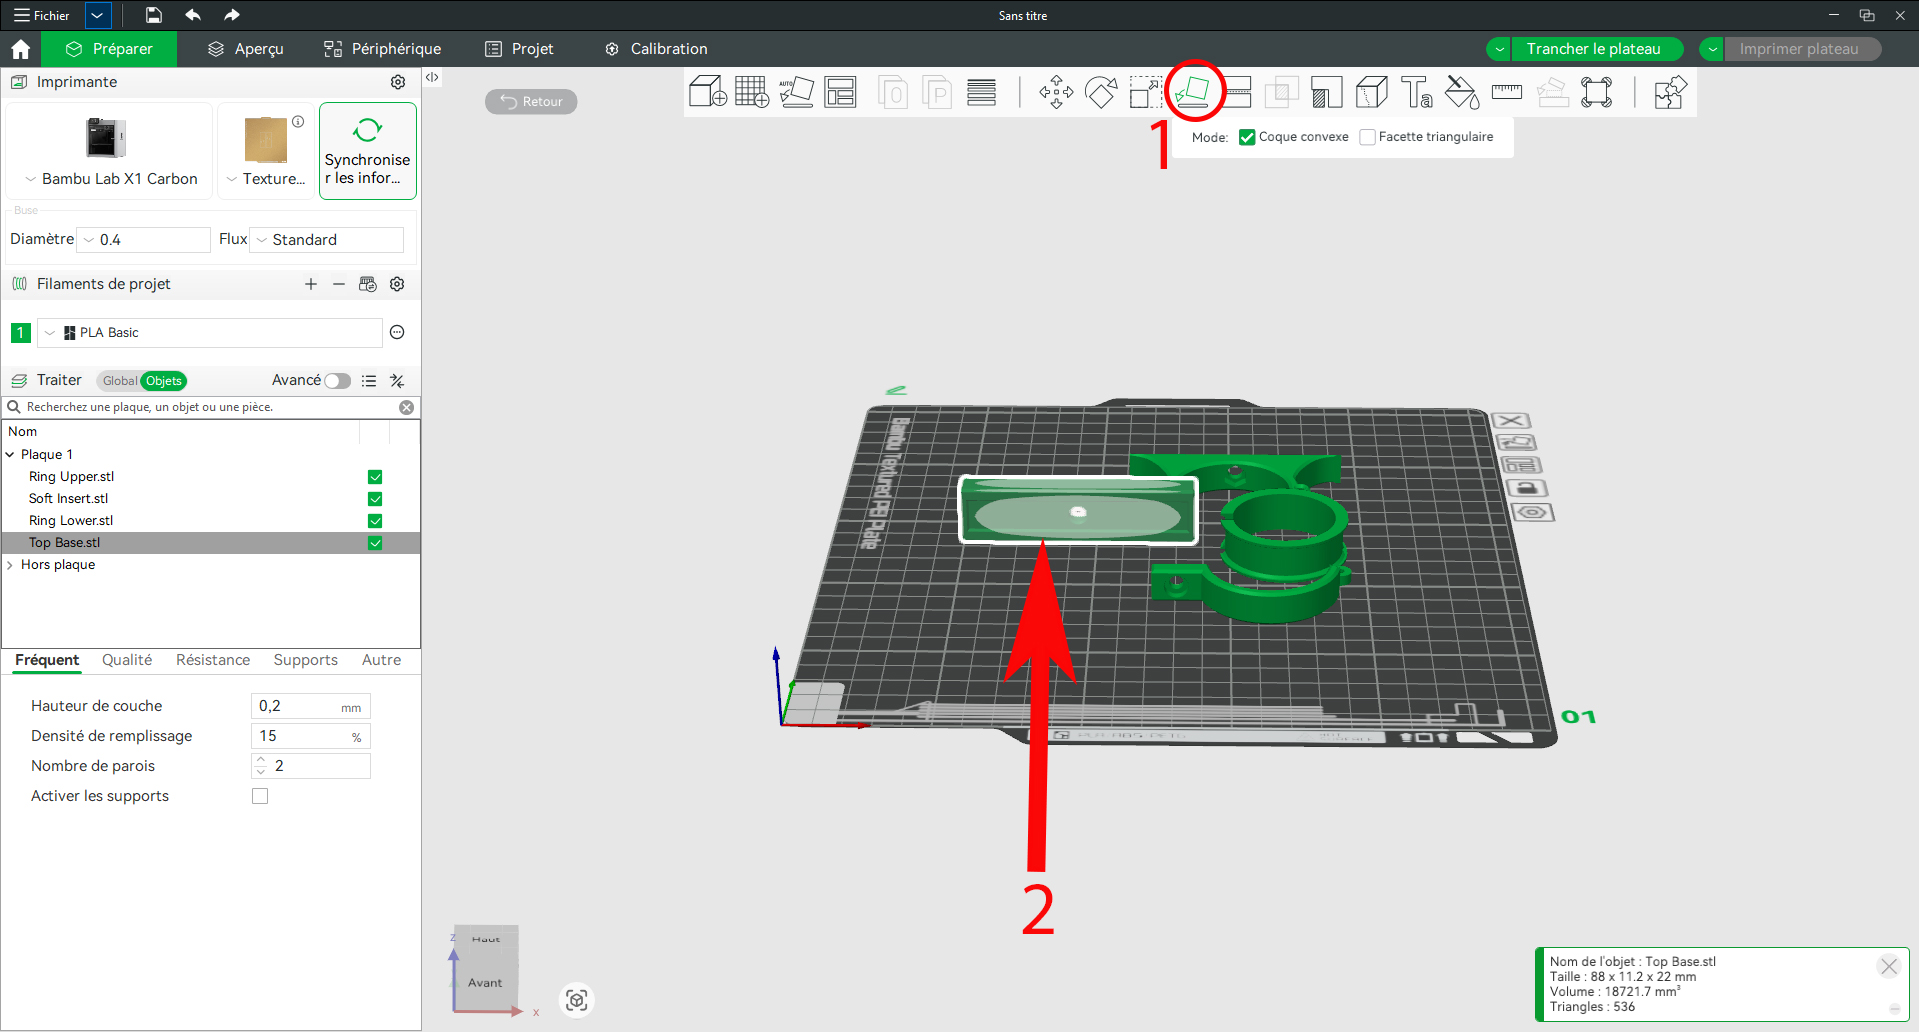 Fichier
Sans titre
Préparer
Aperçu
Périphérique
Projet
Calibration
Trancher le plateau
Imprimer plateau
Imprimante
Retour
AUTO
O
P
Ta
1
Mode:
Coque convexe
Facette triangulaire
Bambu Lab X1 Carbon
Texture...
Synchronise
r les infor...
Buse
Diamètre
0.4
Flux
Standard
Filaments de projet
1
PLA Basic
Traiter
Global
Objets
Avancé
Recherchez une plaque, un objet ou une pièce.
Nom
Plaque 1
Ring Upper.stl
Soft Insert.stl
Ring Lower.stl
Top Base.stl
Hors plaque
Bambu Textured PEI Plate
01
Fréquent
Qualité
Résistance
Supports
Autre
Hauteur de couche
0,2 mm
Densité de remplissage
15 %
Nombre de parois
2
Activer les supports
2
z
Haut
Avant
x
Nom de l'objet : Top Base.stl
Taille : 88 x 11.2 x 22 mm
Volume : 18721.7 mm³
Triangles : 536